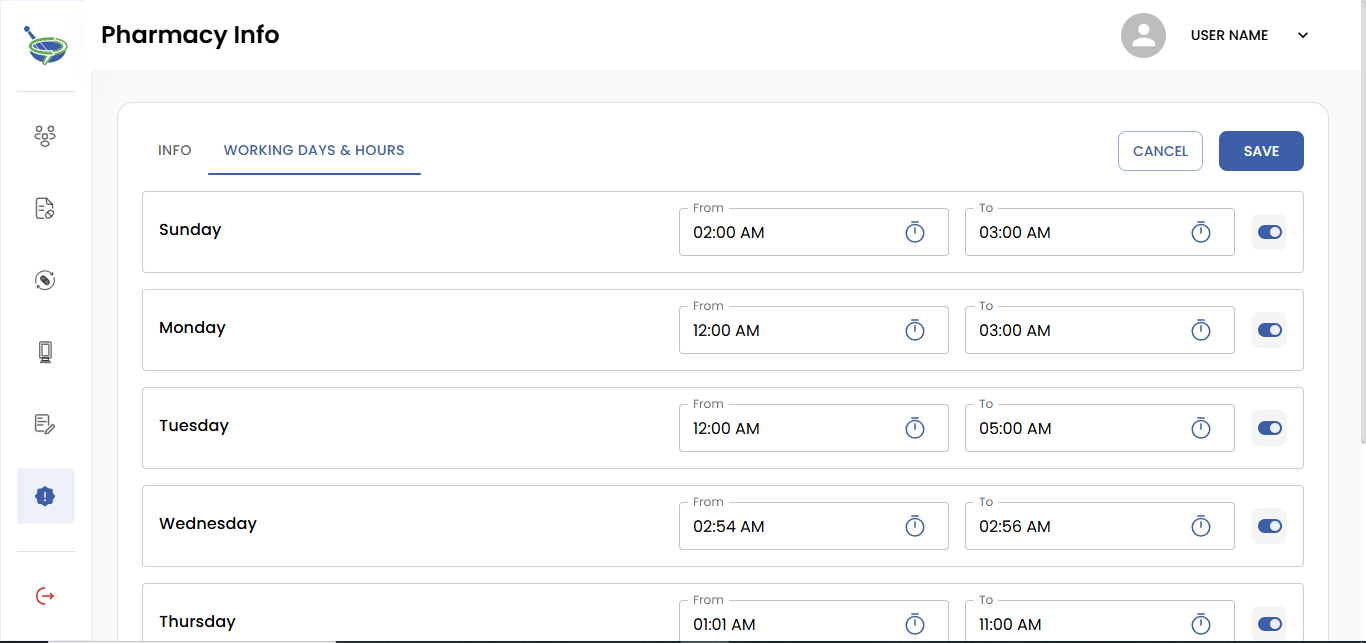 Pharmacy Info
USER NAME
INFO
WORKING DAYS & HOURS
CANCEL
SAVE
Sunday
From
02:00 AM
To
03:00 AM
Monday
From
12:00 AM
To
03:00 AM
Tuesday
From
12:00 AM
To
05:00 AM
Wednesday
From
02:54 AM
To
02:56 AM
Thursday
From
01:01 AM
To
11:00 AM